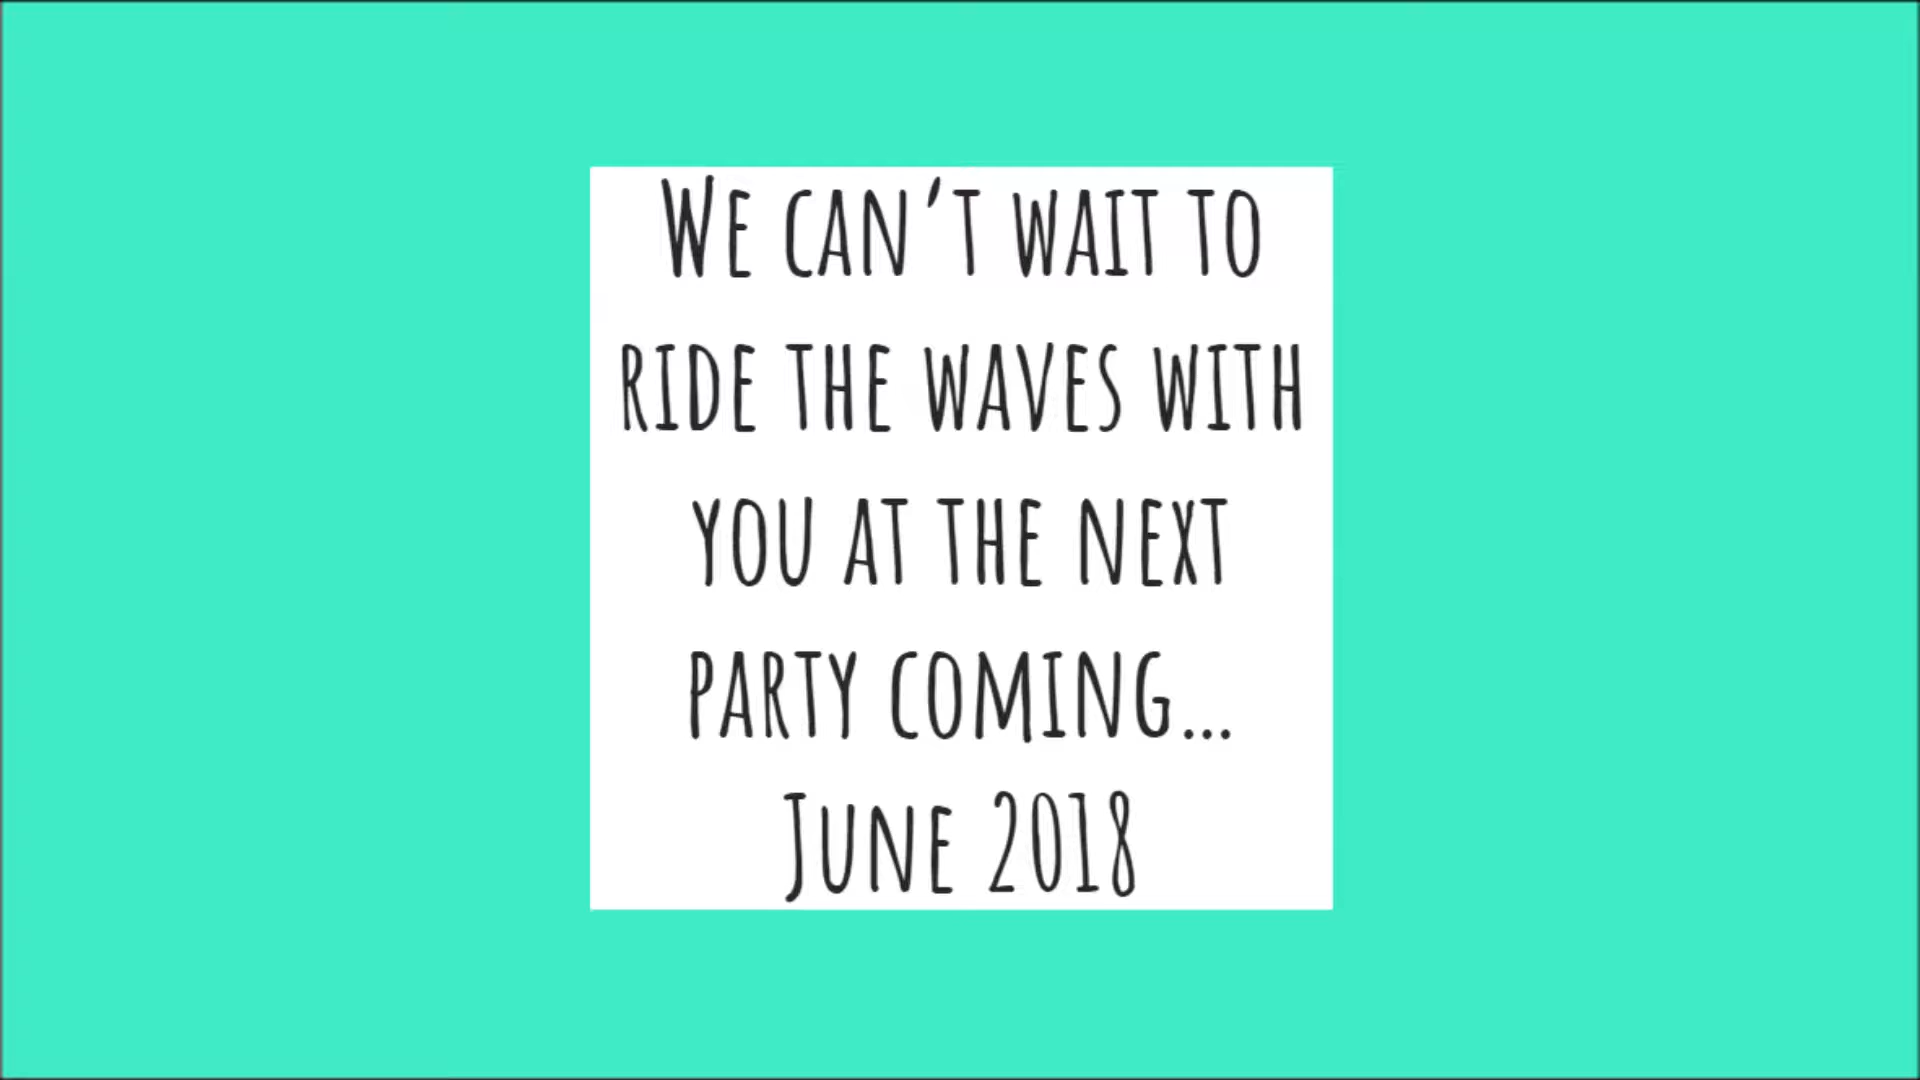 We can't wait to
ride the waves with
you at the next
party coming...
June 2018